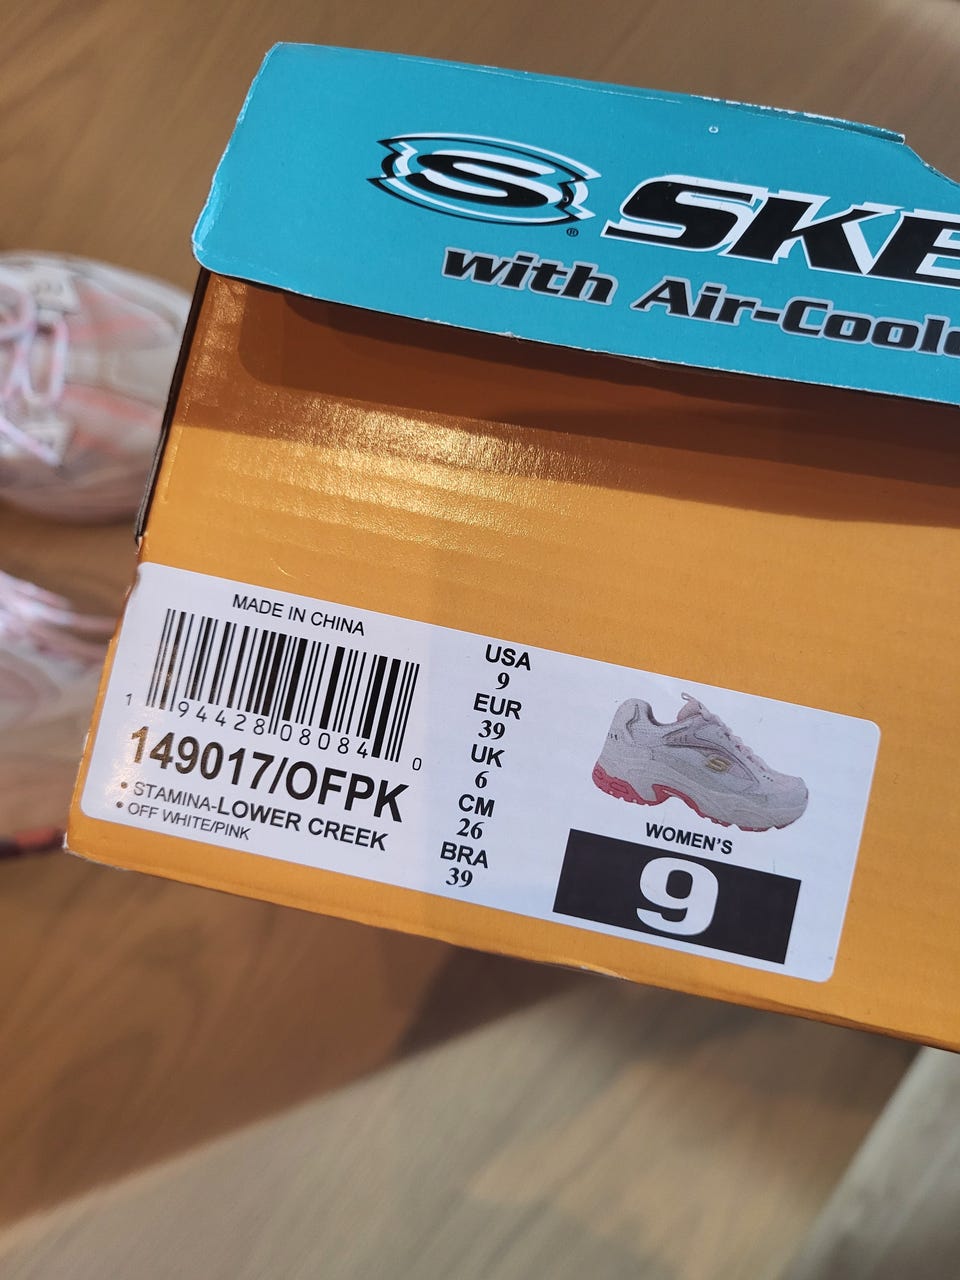 S
®
SKE
with Air-Coole
MADE IN CHINA
1 94428 08084 0
149017/OFPK
• STAMINA-LOWER CREEK
• OFF WHITE/PINK
USA
9
EUR
39
UK
6
CM
26
BRA
39
S
WOMEN'S
9